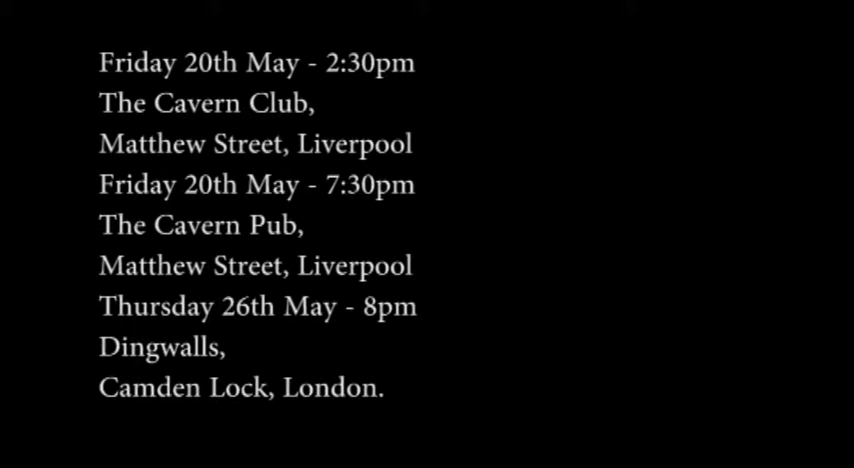 Friday 20th May - 2:30pm
The Cavern Club,
Matthew Street, Liverpool
Friday 20th May - 7:30pm
The Cavern Pub,
Matthew Street, Liverpool
Thursday 26th May - 8pm
Dingwalls,
Camden Lock, London.